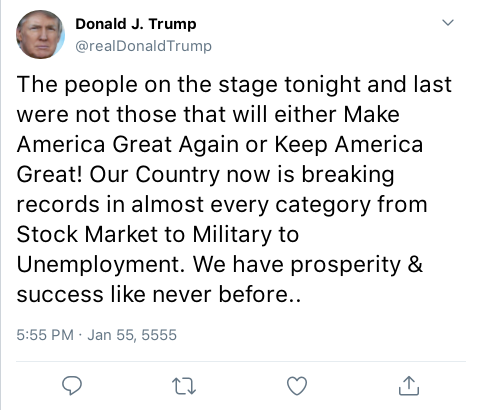 Donald J. Trump
@realDonaldTrump
The people on the stage tonight and last
were not those that will either Make
America Great Again or Keep America
Great! Our Country now is breaking
records in almost every category from
Stock Market to Military to
Unemployment. We have prosperity &
success like never before..
5:55 PM · Jan 55, 5555